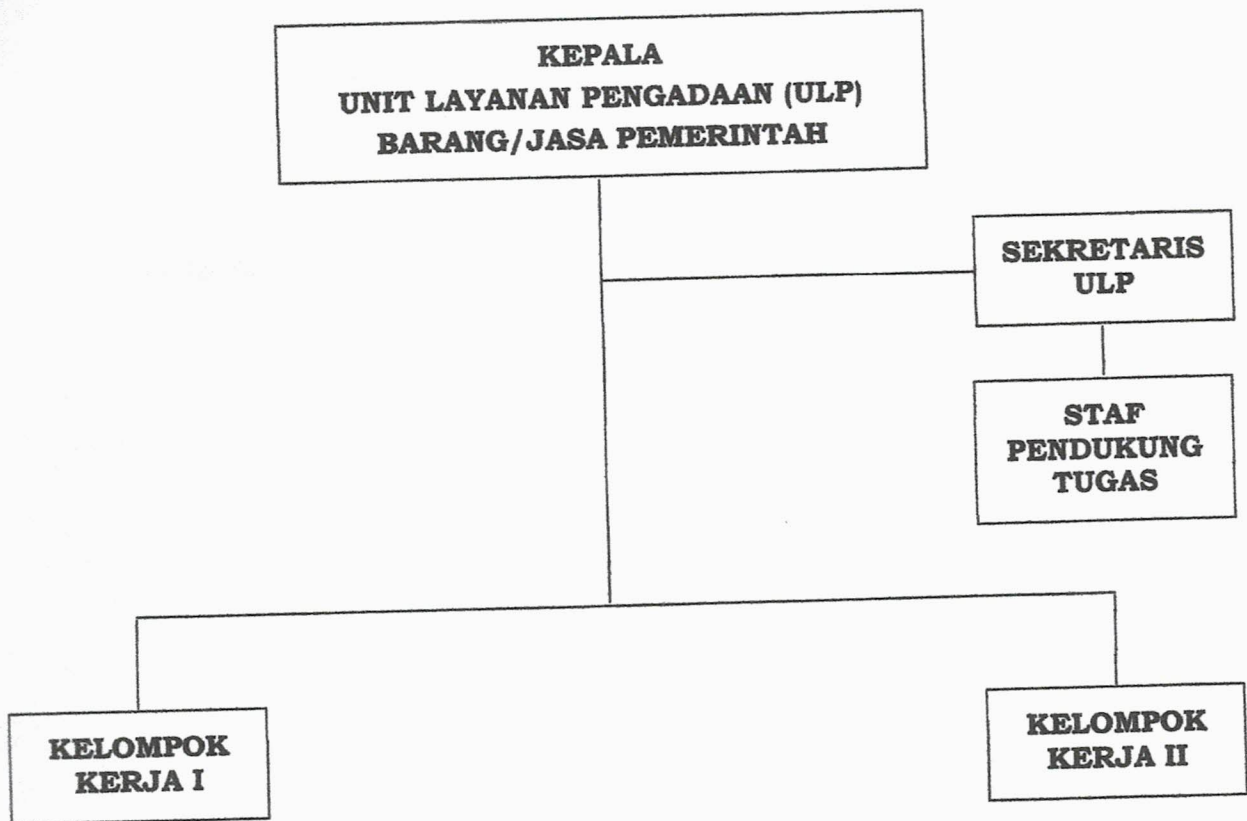 KEPALA
UNIT LAYANAN PENGADAAN (ULP)
BARANG/JASA PEMERINTAH
SEKRETARIS
ULP
STAF
PENDUKUNG
TUGAS
KELOMPOK
KERJA I
KELOMPOK
KERJA II